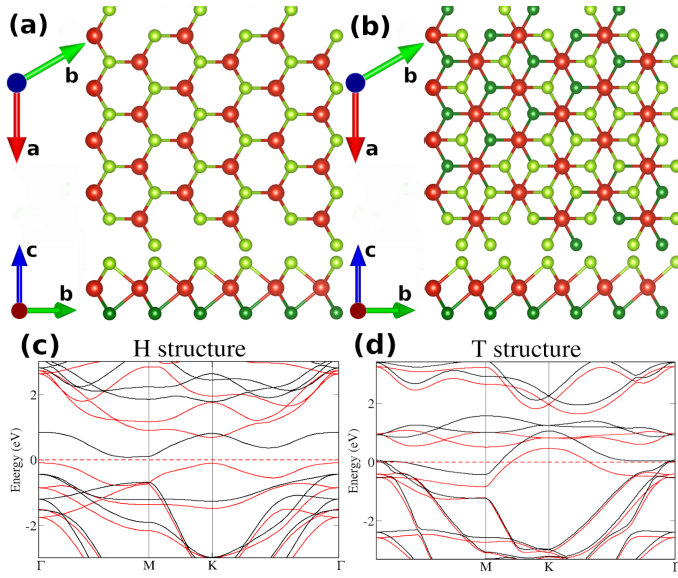 (a)
b
a
c
b
(b)
b
a
c
b
(c)
H structure
Energy (eV)
2
0
-2
Γ
M
K
Γ
(d)
T structure
Energy (eV)
2
0
-2
Γ
M
K
Γ